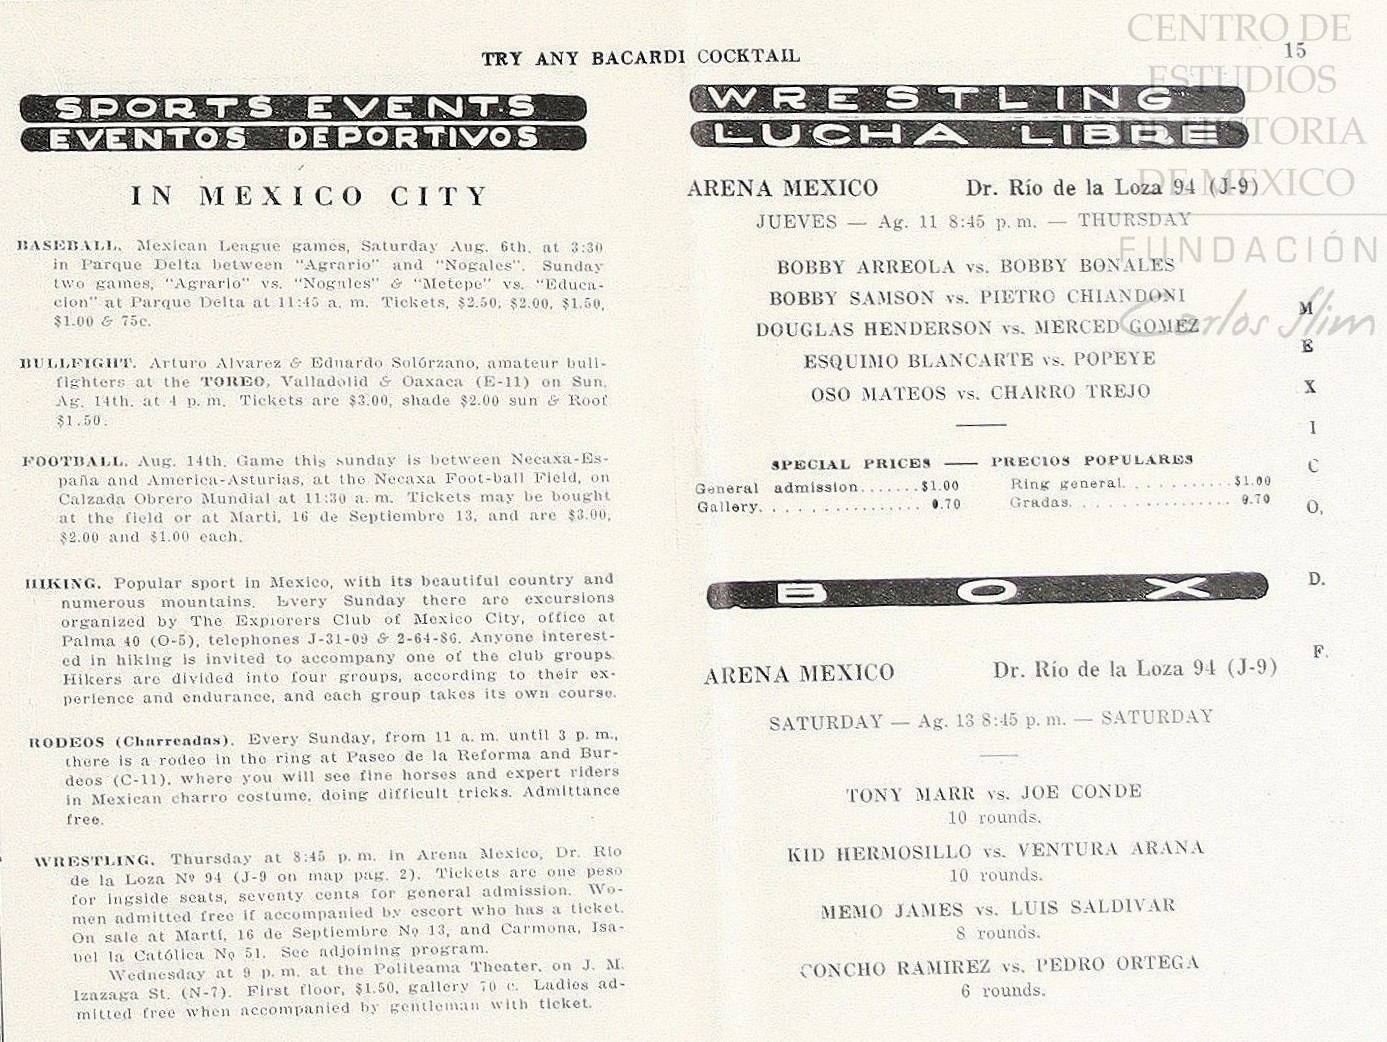 TRY ANY BACARDI COCKTAIL
15
SPORTS EVENTS
EVENTOS DEPORTIVOS
IN MEXICO CITY
BASEBALL. Mexican League games, Saturday Aug. 6th. at 3:30
in Parque Delta between "Agrario" and "Nogales". Sunday
two games, "Agrario" vs. "Nogales" & "Metepe" vs. "Educa-
cion" at Parque Delta at 11:45 a. m. Tickets, $2.50, $2.00, $1.50,
$1.00 & 75c.
BULLFIGHT. Arturo Alvarez & Eduardo Solórzano, amateur bull-
fighters at the TOREO, Valladolid & Oaxaca (E-11) on Sun.
Ag. 14th. at 4 p. m. Tickets are $3.00, shade $2.00 sun & Roof
$1.50.
FOOTBALL. Aug. 14th. Game this sunday is between Necaxa-Es-
paña and America-Asturias, at the Necaxa Foot-ball Field, on
Calzada Obrero Mundial at 11:30 a. m. Tickets may be bought
at the field or at Martí, 16 de Septiembre 13, and are $3.00,
$2.00 and $1.00 each.
HIKING. Popular sport in Mexico, with its beautiful country and
numerous mountains. Every Sunday there are excursions
organized by The Explorers Club of Mexico City, office at
Palma 40 (O-5), telephones J-31-09 & 2-64-86. Anyone interest-
ed in hiking is invited to accompany one of the club groups.
Hikers are divided into four groups, according to their ex-
perience and endurance, and each group takes its own course.
RODEOS (Charreadas). Every Sunday, from 11 a. m. until 3 p. m.,
there is a rodeo in the ring at Paseo de la Reforma and Bur-
deos (C-11), where you will see fine horses and expert riders
in Mexican charro costume, doing difficult tricks. Admittance
free.
WRESTLING. Thursday at 8:45 p. m. in Arena Mexico, Dr. Río
de la Loza Nº 94 (J-9 on map pag. 2). Tickets are one peso
for ingside seats, seventy cents for general admission. Wo-
men admitted free if accompanied by escort who has a ticket.
On sale at Martí, 16 de Septiembre Nº 13, and Carmona, Isa-
bel la Católica Nº 51. See adjoining program.
Wednesday at 9 p. m. at the Politeama Theater, on J. M.
Izazaga St. (N-7). First floor, $1.50, gallery 70 c. Ladies ad-
mitted free when accompanied by gentleman with ticket.
WRESTLING
LUCHA LIBRE
ARENA MEXICO Dr. Río de la Loza 94 (J-9)
JUEVES — Ag. 11 8:45 p. m. — THURSDAY
BOBBY ARREOLA vs. BOBBY BONALES
BOBBY SAMSON vs. PIETRO CHIANDONI
DOUGLAS HENDERSON vs. MERCED GOMEZ
ESQUIMO BLANCARTE vs. POPEYE
OSO MATEOS vs. CHARRO TREJO
SPECIAL PRICES — PRECIOS POPULARES
General admission.......$1.00 Ring general............$1.00
Gallery................. 0.70 Gradas................. 0.70
BOX
ARENA MEXICO Dr. Río de la Loza 94 (J-9)
SATURDAY — Ag. 13 8:45 p. m. — SATURDAY
TONY MARR vs. JOE CONDE
10 rounds.
KID HERMOSILLO vs. VENTURA ARANA
10 rounds.
MEMO JAMES vs. LUIS SALDIVAR
8 rounds.
CONCHO RAMIREZ vs. PEDRO ORTEGA
6 rounds.
M
E
X
I
C
O,
D.
F.
CENTRO DE
ESTUDIOS
DE HISTORIA
DE MEXICO
FUNDACIÓN
Carlos Slim